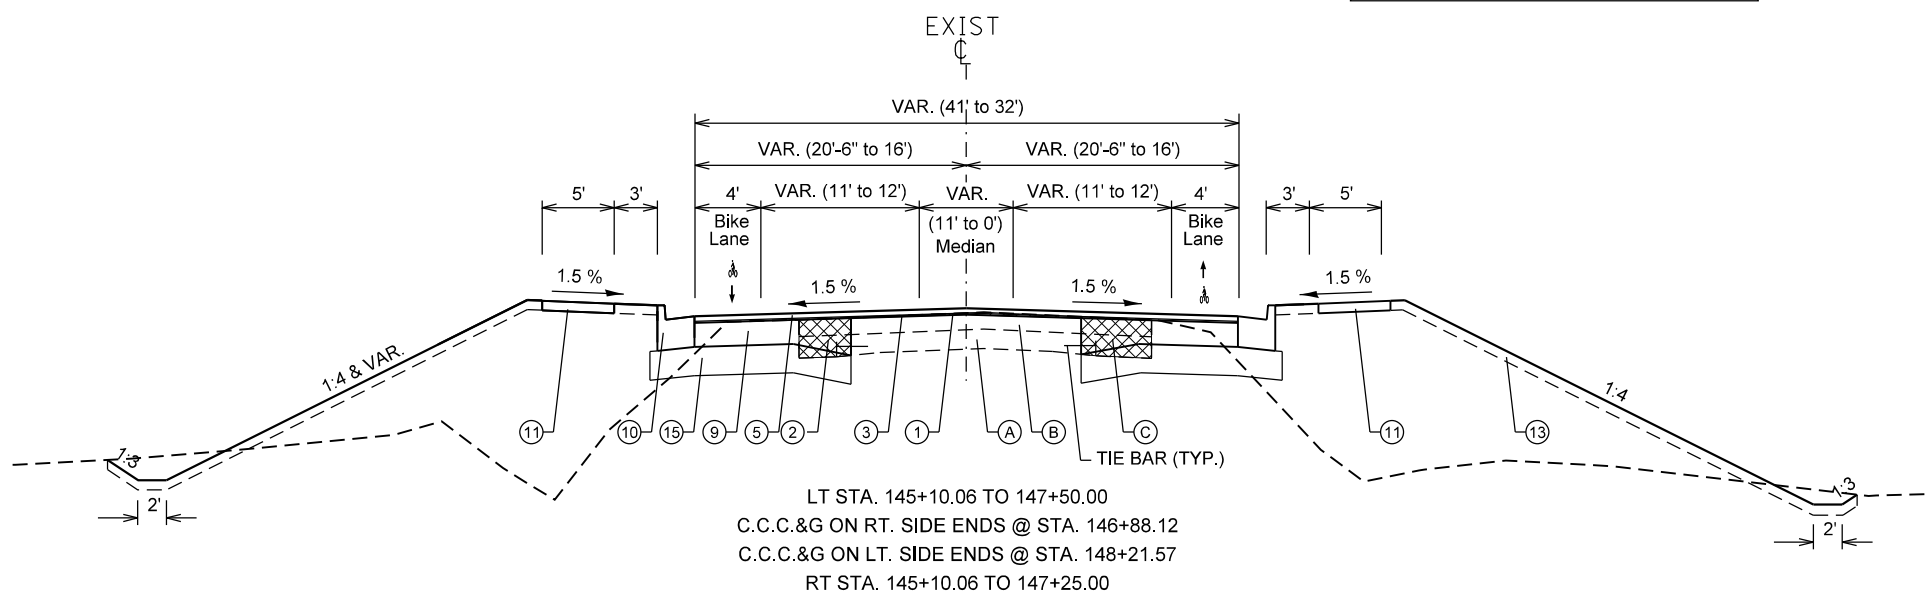 EXIST
CL
VAR. (41' to 32')
VAR. (20'-6" to 16') VAR. (20'-6" to 16')
5' 3' 4' VAR. (11' to 12') VAR. VAR. (11' to 12') 4' 3' 5'
Bike Lane
(11' to 0')
Median
Bike Lane
1.5 % 1.5 % 1.5 % 1.5 %
1:4 & VAR.
1:4
11 10 15 9 5 2 3 1 A B C 11 13
TIE BAR (TYP.)
1:3
1:3
2'
2'
LT STA. 145+10.06 TO 147+50.00
C.C.C.&G ON RT. SIDE ENDS @ STA. 146+88.12
C.C.C.&G ON LT. SIDE ENDS @ STA. 148+21.57
RT STA. 145+10.06 TO 147+25.00